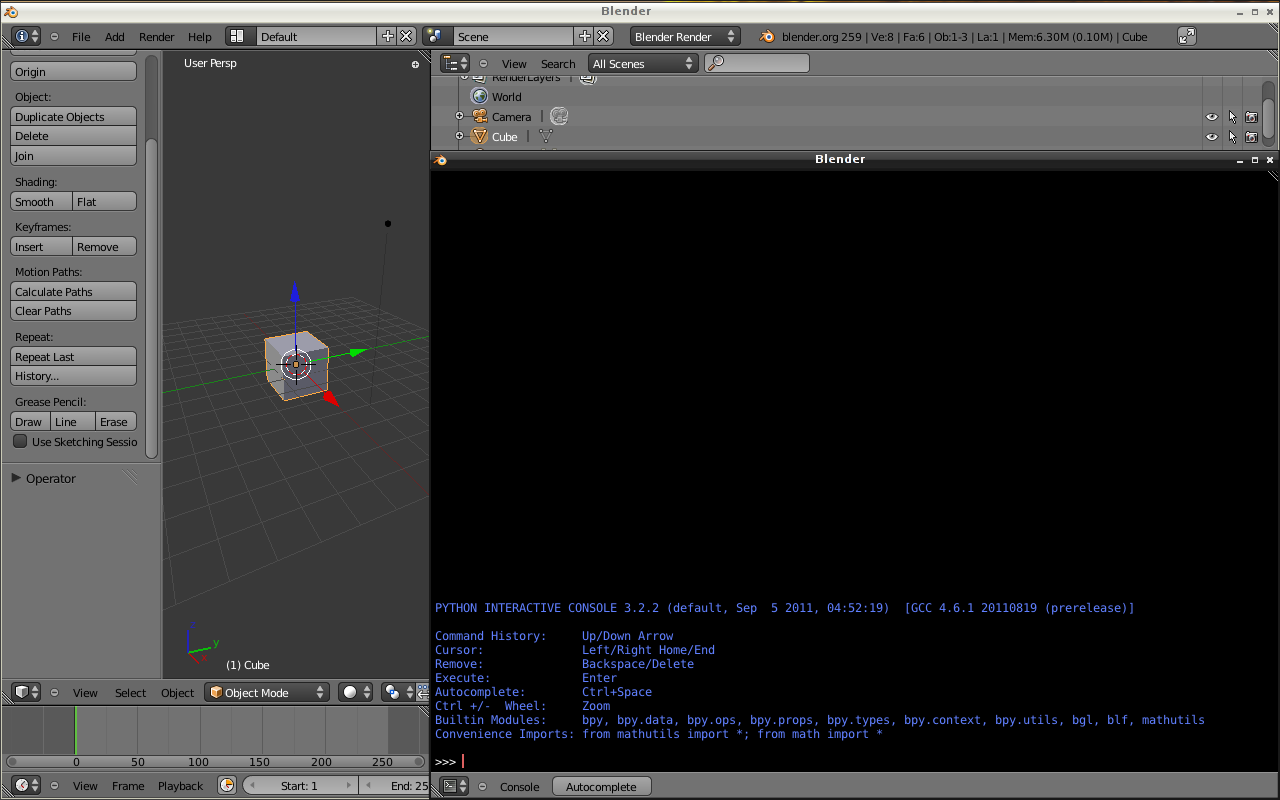 Blender
File Add Render Help Default Scene Blender Render blender.org 259 | Ve:8 | Fa:6 | Ob:1-3 | La:1 | Mem:6.30M (0.10M) | Cube
Origin
Object:
Duplicate Objects
Delete
Join
Shading:
Smooth Flat
Keyframes:
Insert Remove
Motion Paths:
Calculate Paths
Clear Paths
Repeat:
Repeat Last
History...
Grease Pencil:
Draw Line Erase
Use Sketching Sessio
Operator
User Persp
z
y
x
(1) Cube
View Select Object Object Mode
0 50 100 150 200 250
View Frame Playback Start: 1 End: 25
View Search All Scenes
RenderLayers |
World
Camera |
Cube |
Blender
PYTHON INTERACTIVE CONSOLE 3.2.2 (default, Sep  5 2011, 04:52:19)  [GCC 4.6.1 20110819 (prerelease)]
Command History:     Up/Down Arrow
Cursor:              Left/Right Home/End
Remove:              Backspace/Delete
Execute:             Enter
Autocomplete:        Ctrl+Space
Ctrl +/-  Wheel:     Zoom
Builtin Modules:     bpy, bpy.data, bpy.ops, bpy.props, bpy.types, bpy.context, bpy.utils, bgl, blf, mathutils
Convenience Imports: from mathutils import *; from math import *
>>>
Console Autocomplete